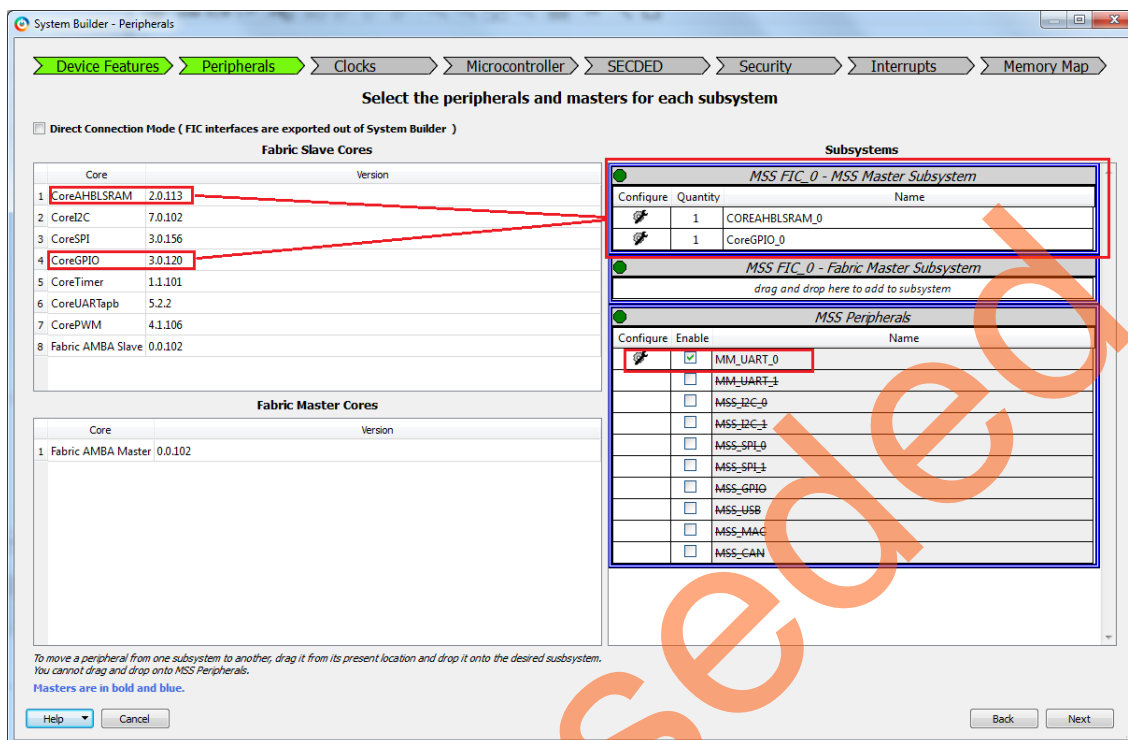 System Builder - Peripherals
Device Features Peripherals Clocks Microcontroller SECDED Security Interrupts Memory Map
Select the peripherals and masters for each subsystem
Direct Connection Mode ( FIC interfaces are exported out of System Builder )
Fabric Slave Cores
Core Version
1 CoreAHBLSRAM 2.0.113
2 CoreI2C 7.0.102
3 CoreSPI 3.0.156
4 CoreGPIO 3.0.120
5 CoreTimer 1.1.101
6 CoreUARTapb 5.2.2
7 CorePWM 4.1.106
8 Fabric AMBA Slave 0.0.102
Fabric Master Cores
Core Version
1 Fabric AMBA Master 0.0.102
Subsystems
MSS FIC_0 - MSS Master Subsystem
Configure Quantity Name
1 COREAHBLSRAM_0
1 CoreGPIO_0
MSS FIC_0 - Fabric Master Subsystem
drag and drop here to add to subsystem
MSS Peripherals
Configure Enable Name
MM_UART_0
MM_UART_1
MSS_I2C_0
MSS_I2C_1
MSS_SPI_0
MSS_SPI_1
MSS_GPIO
MSS_USB
MSS_MAC
MSS_CAN
To move a peripheral from one subsystem to another, drag it from its present location and drop it onto the desired susbsystem.
You cannot drag and drop onto MSS Peripherals.
Masters are in bold and blue.
Help Cancel Back Next
seded